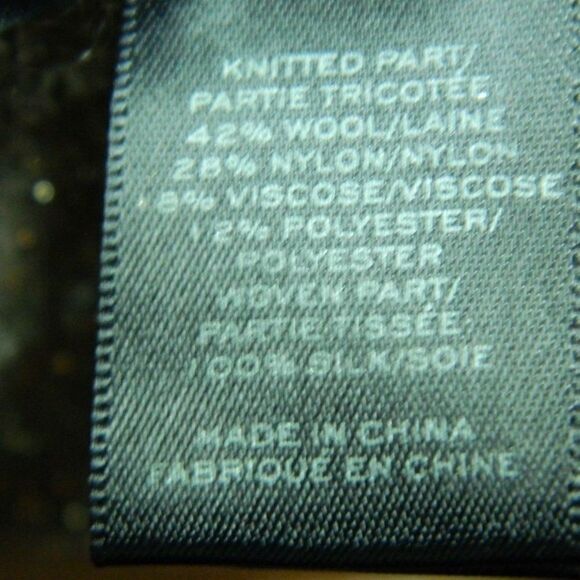 KNITTED PART/
PARTIE TRICOTÉE
42% WOOL/LAINE
28% NYLON/NYLON
18% VISCOSE/VISCOSE
12% POLYESTER/
POLYESTER
WOVEN PART/
PARTIE TISSÉE
100% SILK/SOIE
MADE IN CHINA
FABRIQUÉ EN CHINE